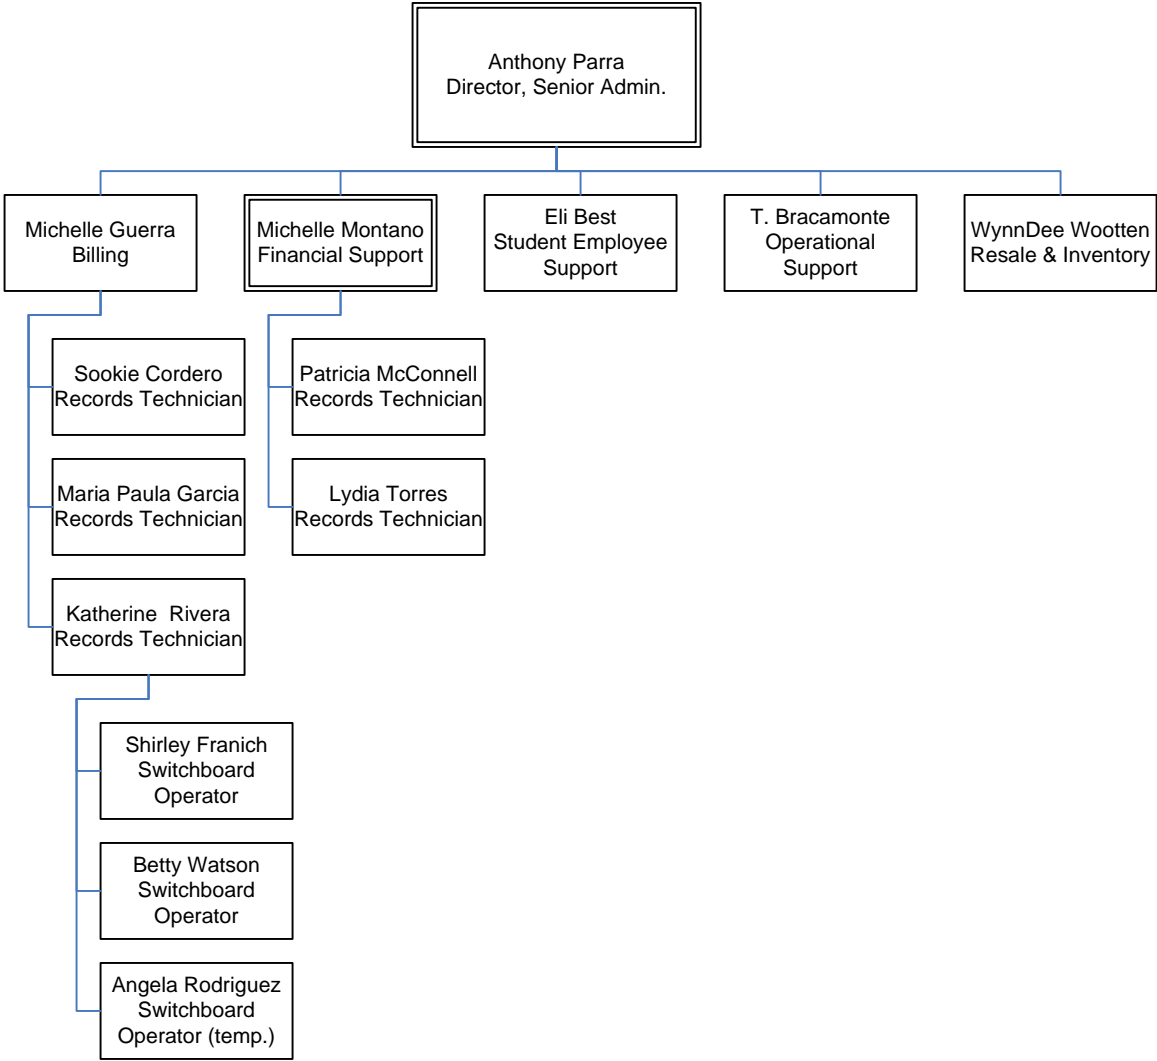 Anthony Parra
Director, Senior Admin.
Michelle Guerra
Billing
Michelle Montano
Financial Support
Eli Best
Student Employee
Support
T. Bracamonte
Operational
Support
WynnDee Wootten
Resale & Inventory
Sookie Cordero
Records Technician
Patricia McConnell
Records Technician
Maria Paula Garcia
Records Technician
Lydia Torres
Records Technician
Katherine  Rivera
Records Technician
Shirley Franich
Switchboard
Operator
Betty Watson
Switchboard
Operator
Angela Rodriguez
Switchboard
Operator (temp.)